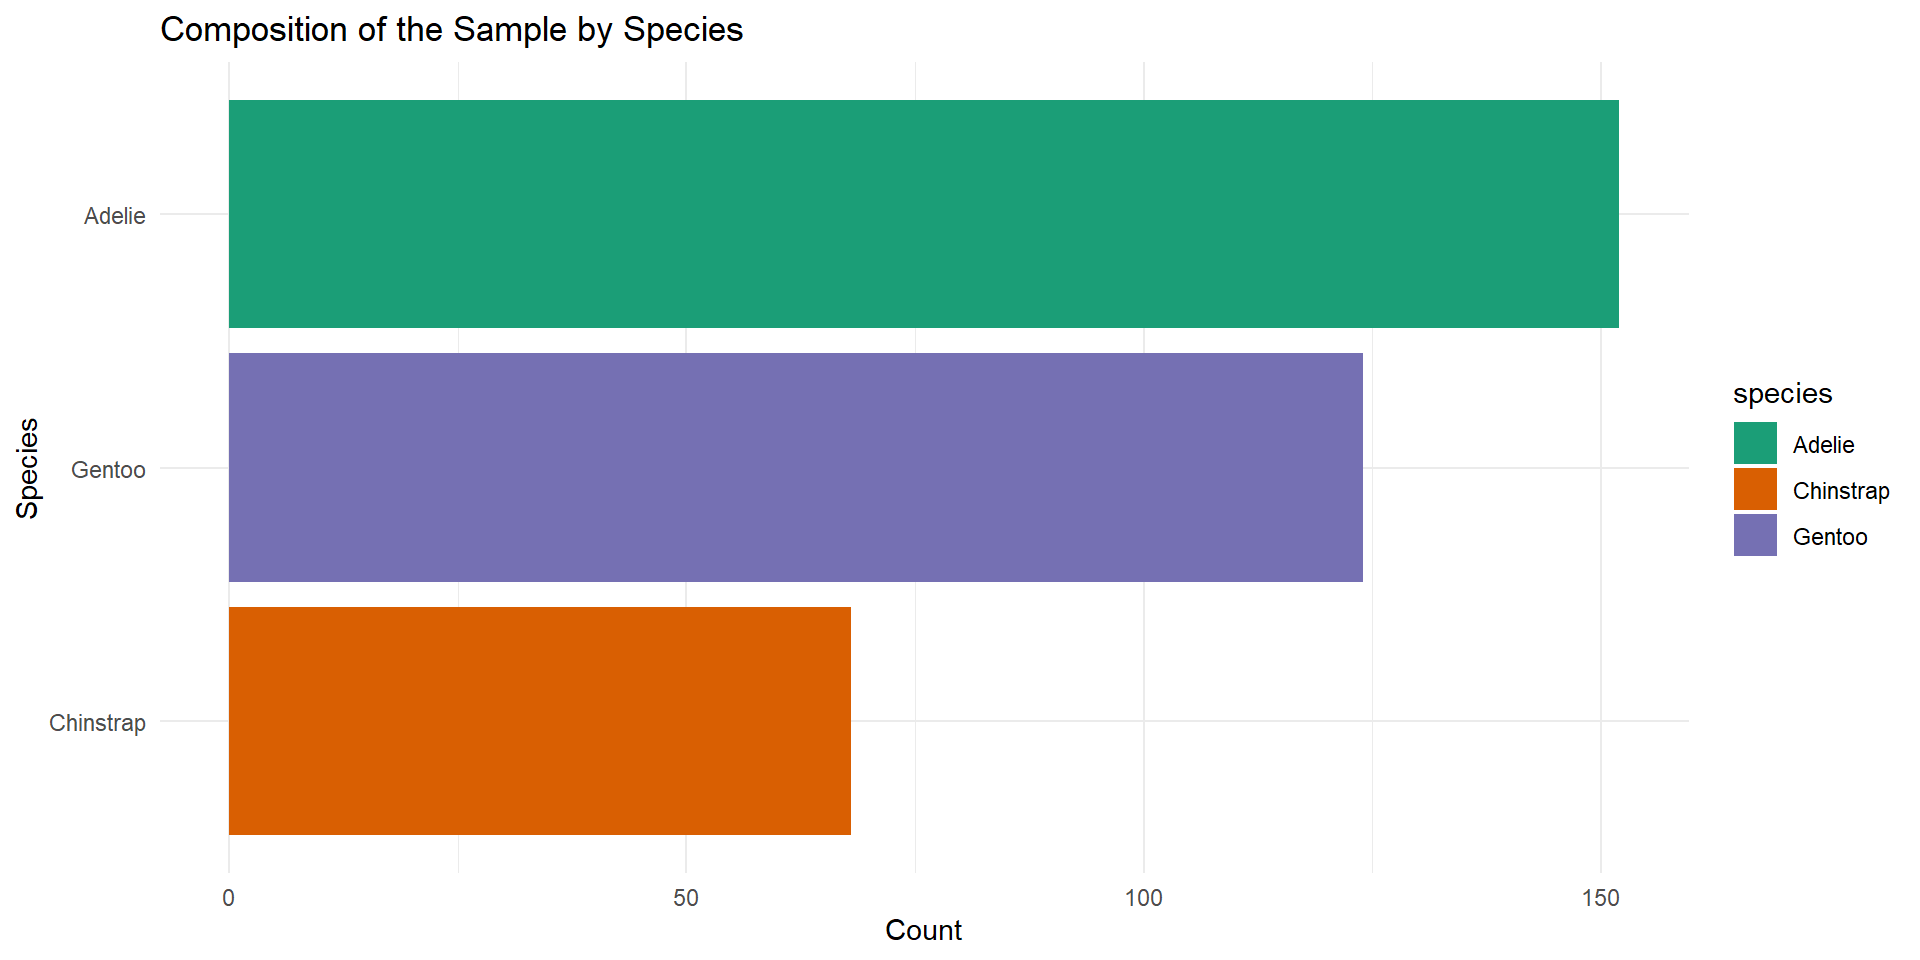 Composition of the Sample by Species
Species
Adelie
Gentoo
Chinstrap
0 50 100 150
Count
species
Adelie
Chinstrap
Gentoo